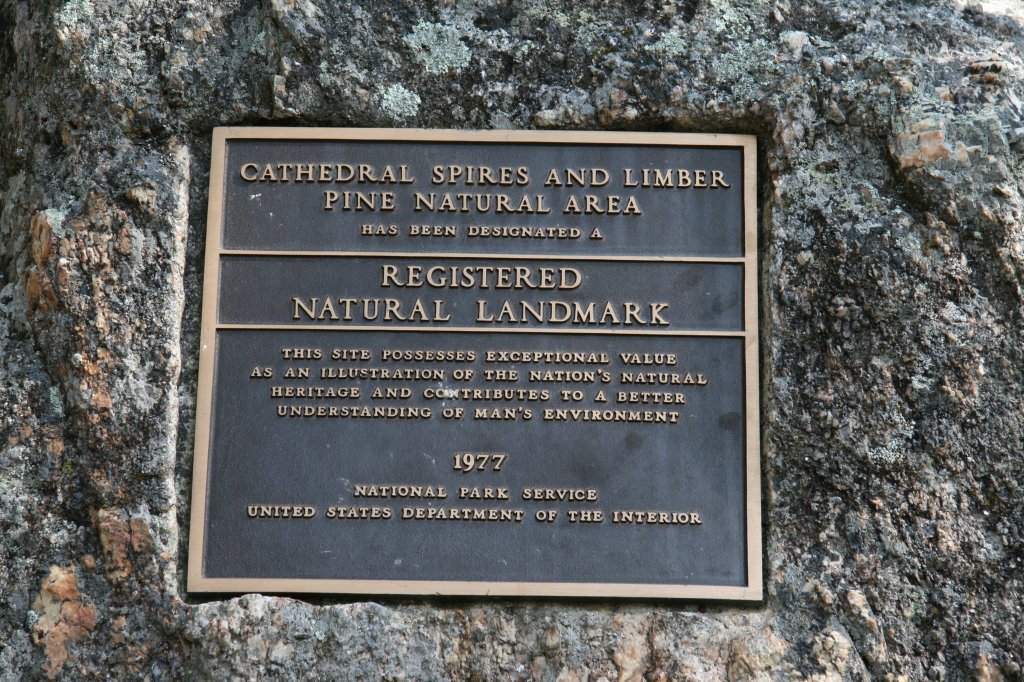 CATHEDRAL SPIRES AND LIMBER
PINE NATURAL AREA
HAS BEEN DESIGNATED A
REGISTERED
NATURAL LANDMARK
THIS SITE POSSESSES EXCEPTIONAL VALUE
AS AN ILLUSTRATION OF THE NATION'S NATURAL
HERITAGE AND CONTRIBUTES TO A BETTER
UNDERSTANDING OF MAN'S ENVIRONMENT
1977
NATIONAL PARK SERVICE
UNITED STATES DEPARTMENT OF THE INTERIOR